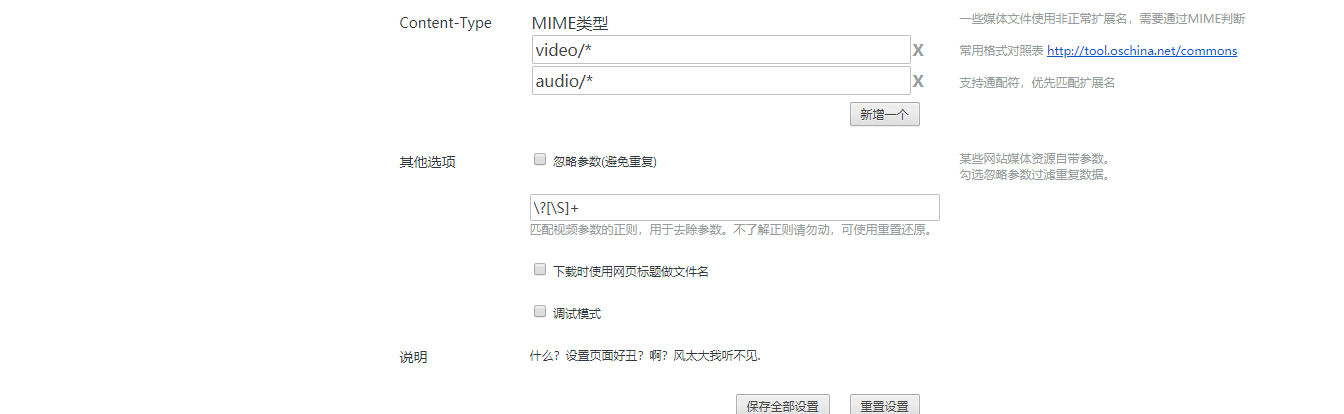 Content-Type
MIME类型
一些媒体文件使用非正常扩展名，需要通过MIME判断
video/*
X
常用格式对照表 http://tool.oschina.net/commons
audio/*
X
支持通配符，优先匹配扩展名
新增一个
其他选项
忽略参数(避免重复)
某些网站媒体资源自带参数。
勾选忽略参数过滤重复数据。
\?[\S]+
匹配视频参数的正则，用于去除参数。不了解正则请勿动，可使用重置还原。
下载时使用网页标题做文件名
调试模式
说明
什么？设置页面好丑？啊？风太大我听不见.
保存全部设置
重置设置